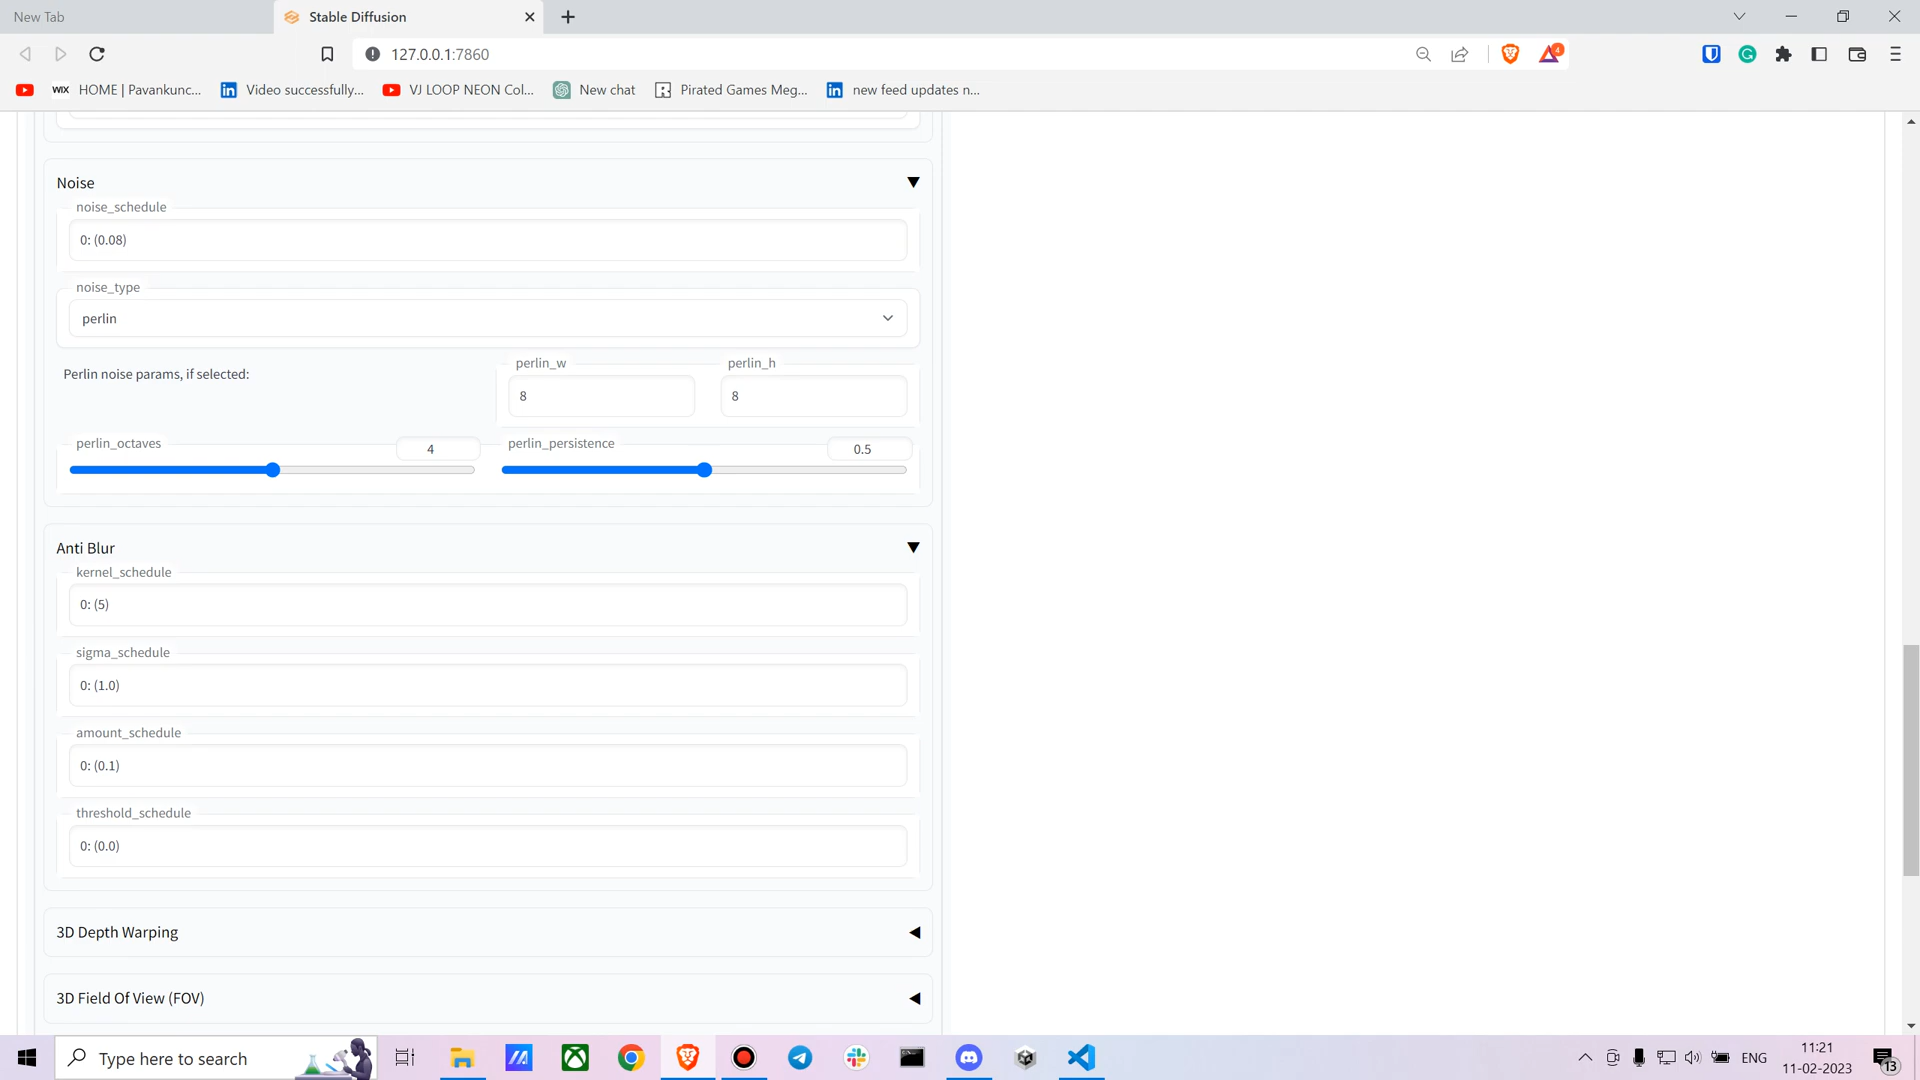 New Tab
Stable Diffusion
127.0.0.1:7860
4
WIX HOME | Pavankunc...
in Video successfully...
VJ LOOP NEON Col...
New chat
Pirated Games Meg...
in new feed updates n...
Noise
noise_schedule
0: (0.08)
noise_type
perlin
Perlin noise params, if selected:
perlin_w
perlin_h
8
8
perlin_octaves
4
perlin_persistence
0.5
Anti Blur
kernel_schedule
0: (5)
sigma_schedule
0: (1.0)
amount_schedule
0: (0.1)
threshold_schedule
0: (0.0)
3D Depth Warping
3D Field Of View (FOV)
Type here to search
ENG
11:21
11-02-2023
13